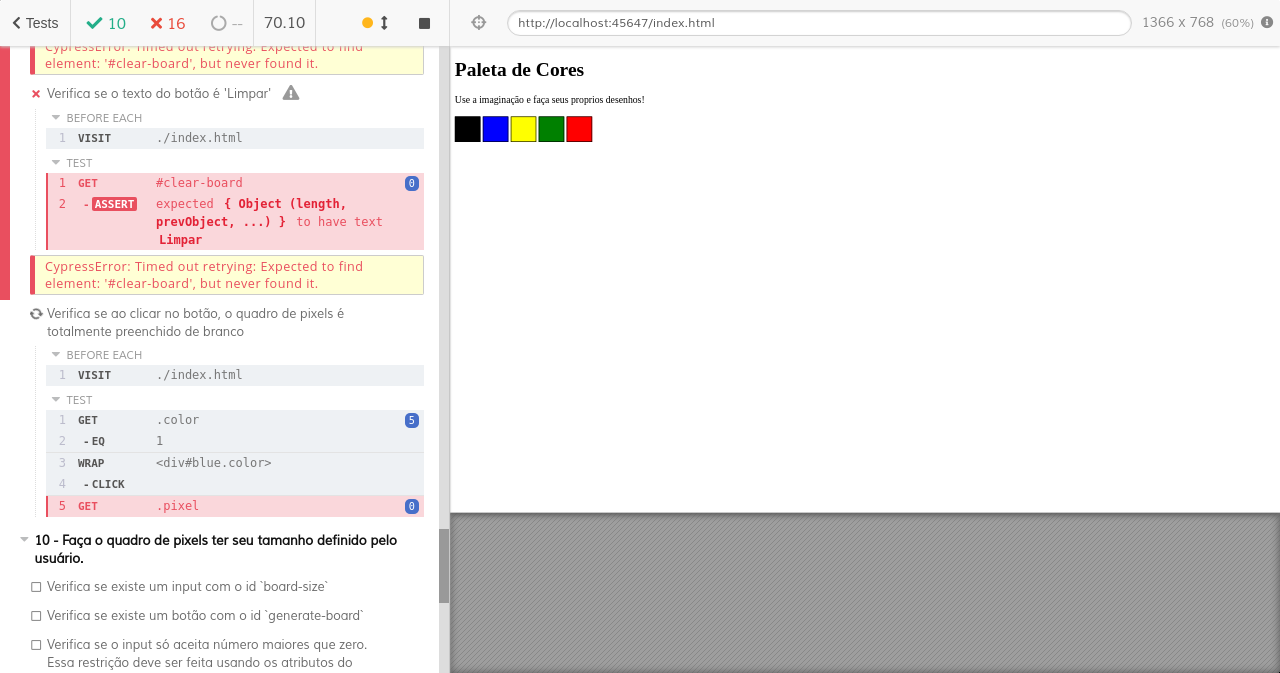 Tests 10 16 -- 70.10 http://localhost:45647/index.html 1366 x 768 (60%)
CypressError: Timed out retrying: Expected to find
element: '#clear-board', but never found it.
Verifica se o texto do botão é 'Limpar'
BEFORE EACH
1 VISIT ./index.html
TEST
1 GET #clear-board 0
2 - ASSERT expected { Object (length,
prevObject, ...) } to have text
Limpar
CypressError: Timed out retrying: Expected to find
element: '#clear-board', but never found it.
Verifica se ao clicar no botão, o quadro de pixels é
totalmente preenchido de branco
BEFORE EACH
1 VISIT ./index.html
TEST
1 GET .color 5
2 - EQ 1
3 WRAP <div#blue.color>
4 - CLICK
5 GET .pixel 0
10 - Faça o quadro de pixels ter seu tamanho definido pelo
usuário.
Verifica se existe um input com o id `board-size`
Verifica se existe um botão com o id `generate-board`
Verifica se o input só aceita número maiores que zero.
Essa restrição deve ser feita usando os atributos do
Paleta de Cores
Use a imaginação e faça seus proprios desenhos!